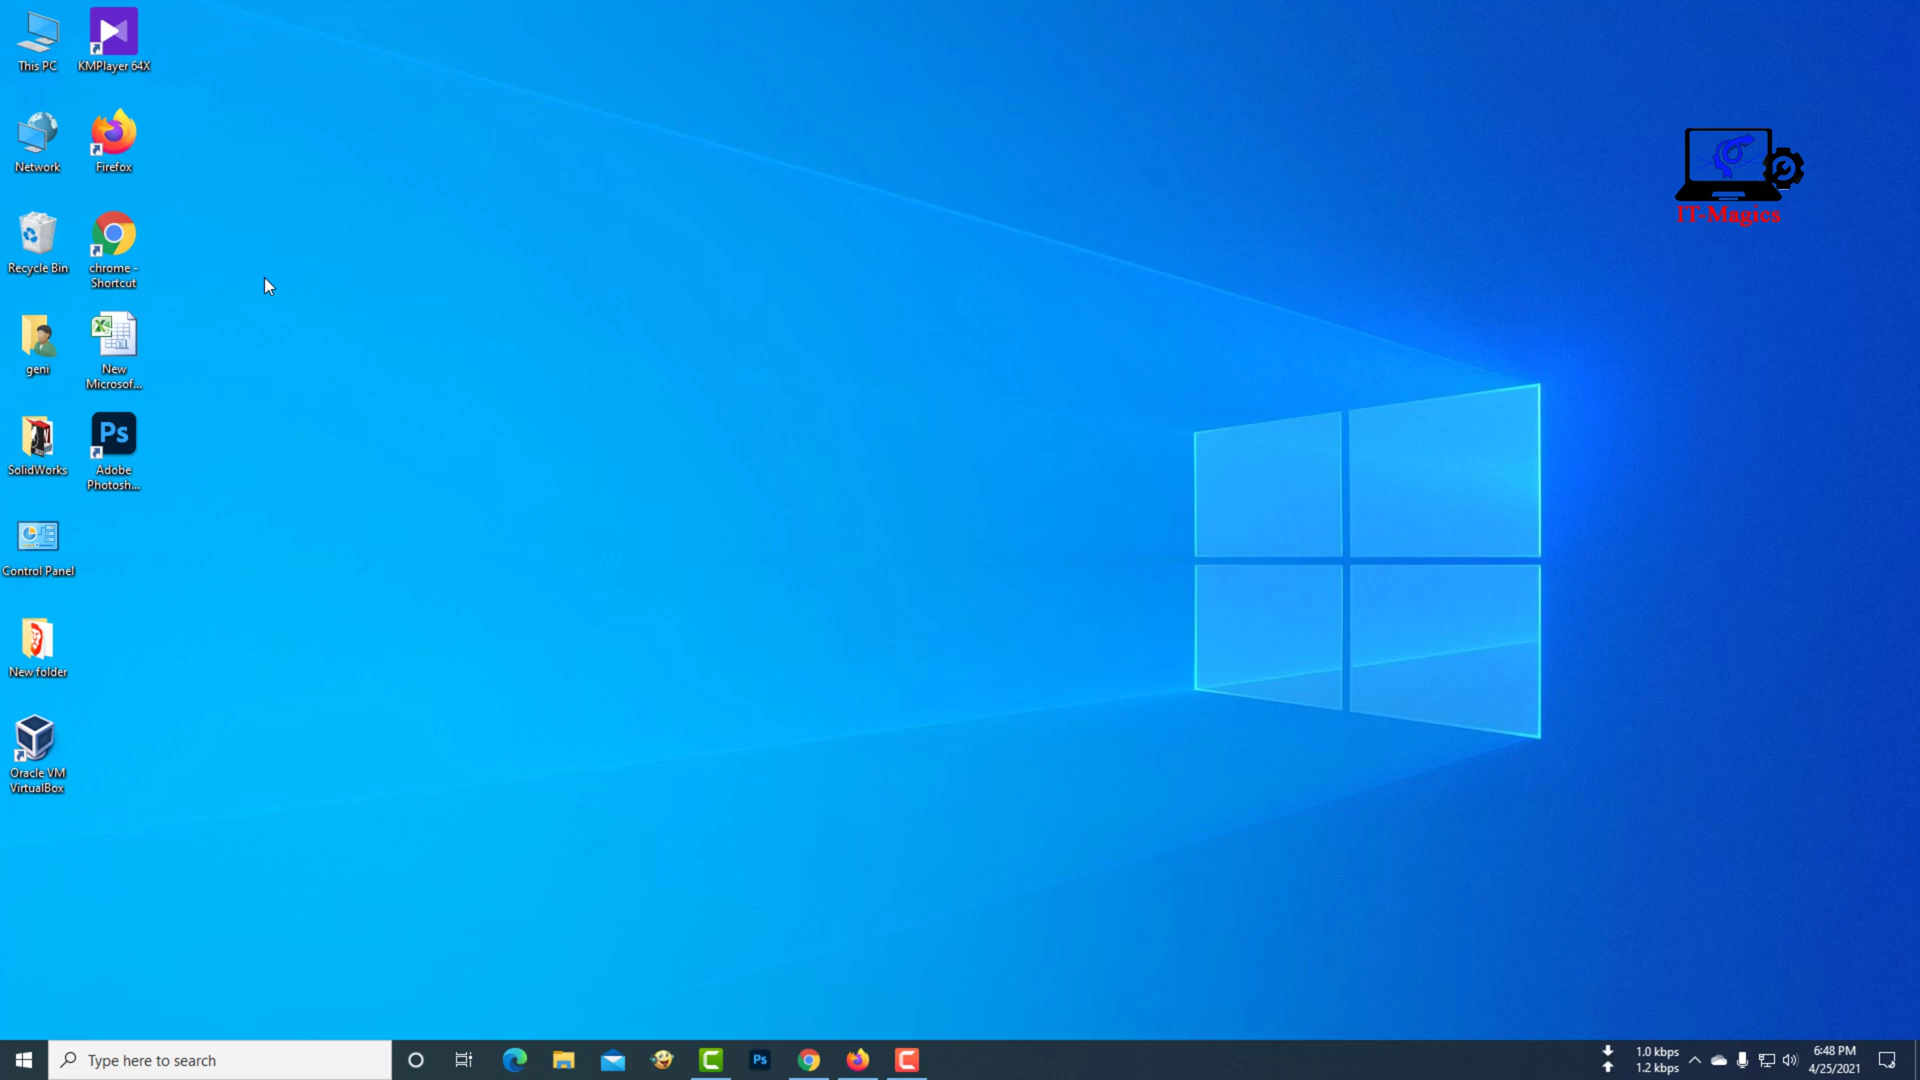 This PC
KMPlayer 64X
Network
Firefox
Recycle Bin
chrome -
Shortcut
geni
New
Microsof...
SolidWorks
Ps
Adobe
Photosh...
Control Panel
New folder
Oracle VM
VirtualBox
IT-Magics
Type here to search
Ps
1.0 kbps
1.2 kbps
6:48 PM
4/25/2021